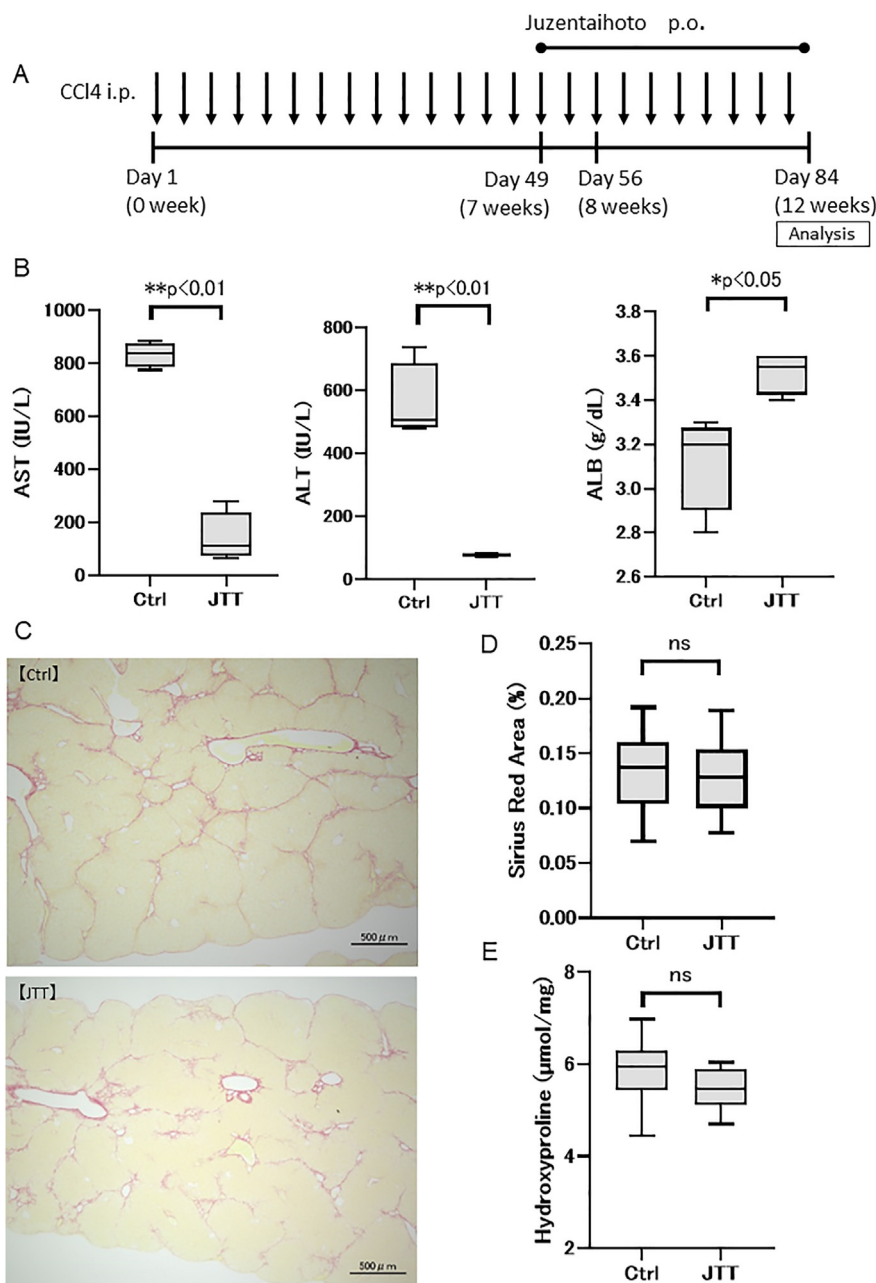 Juzentaihoto p.o.
A
CCl4 i.p.
Day 1
(0 week)
Day 49
(7 weeks)
Day 56
(8 weeks)
Day 84
(12 weeks)
Analysis
B
**p<0.01
AST (IU/L)
1000
800
600
400
200
0
Ctrl JTT
**p<0.01
ALT (IU/L)
800
600
400
200
0
Ctrl JTT
*p<0.05
ALB (g/dL)
3.8
3.6
3.4
3.2
3.0
2.8
2.6
Ctrl JTT
C
【Ctrl】
500μm
【JTT】
500μm
D
ns
Sirius Red Area (%)
0.25
0.20
0.15
0.10
0.05
0.00
Ctrl JTT
E
ns
Hydroxyproline (μmol/mg)
8
6
4
2
Ctrl JTT